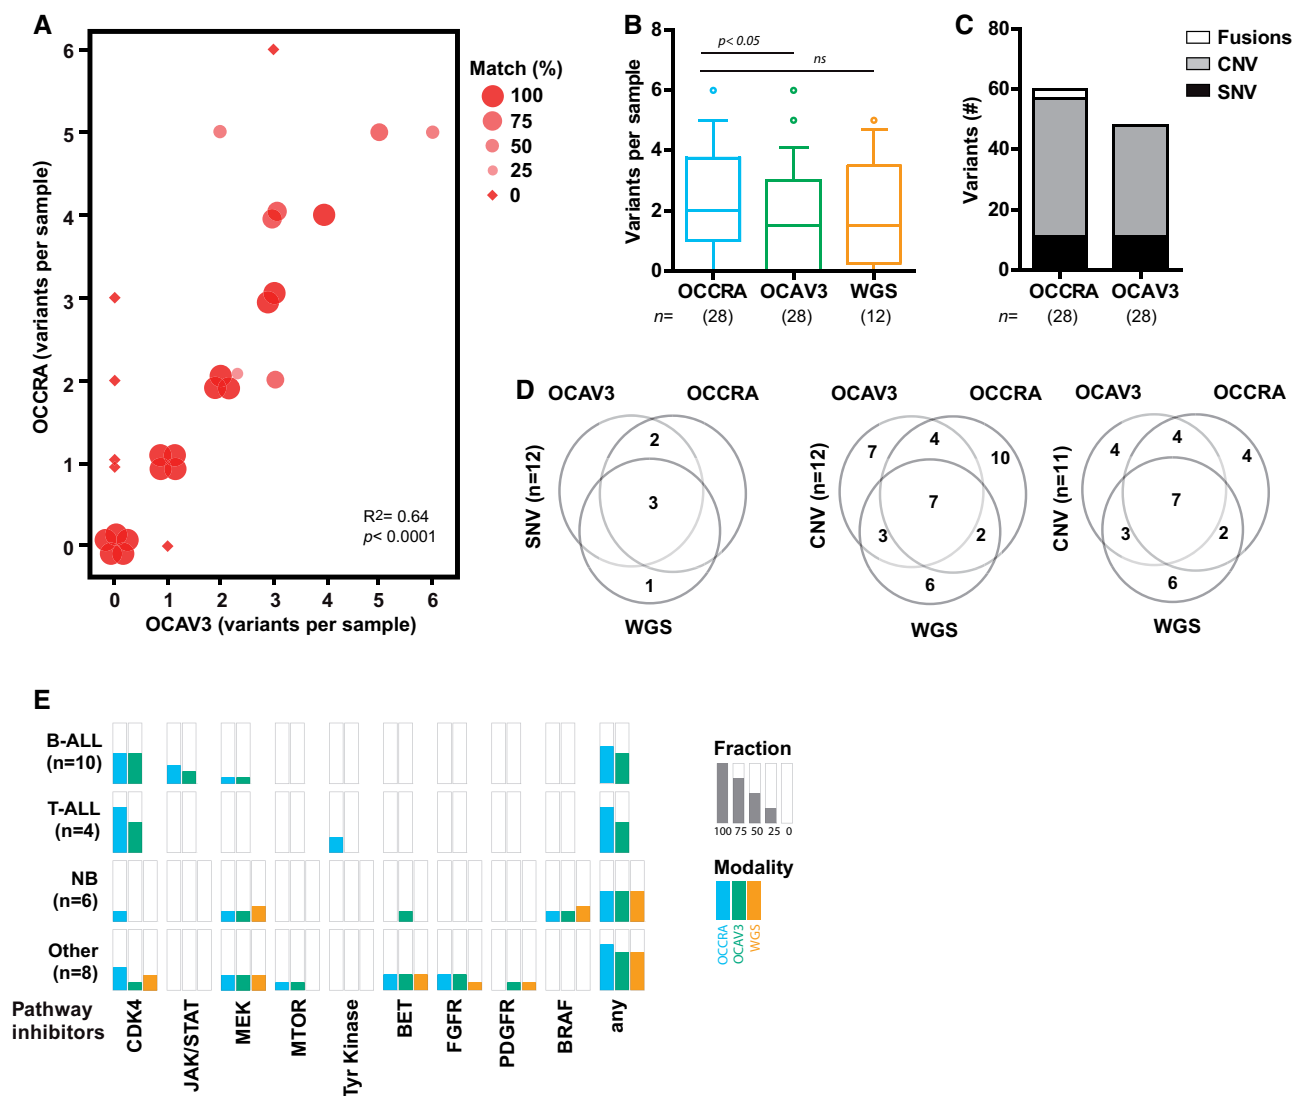 A
6
5
4
3
2
1
0
OCCRA (variants per sample)
0 1 2 3 4 5 6
OCAV3 (variants per sample)
R2= 0.64
p< 0.0001
Match (%)
100
75
50
25
0
B
8
6
4
2
0
Variants per sample
p< 0.05
ns
OCCRA OCAV3 WGS
n= (28) (28) (12)
C
80
60
40
20
0
Variants (#)
Fusions
CNV
SNV
OCCRA OCAV3
n= (28) (28)
D
OCAV3 OCCRA
SNV (n=12)
2
3
1
WGS
OCAV3 OCCRA
CNV (n=12)
7 4 10
7
3 2
6
WGS
OCAV3 OCCRA
CNV (n=11)
4 4 4
7
3 2
6
WGS
E
B-ALL
(n=10)
T-ALL
(n=4)
NB
(n=6)
Other
(n=8)
Pathway
inhibitors
CDK4
JAK/STAT
MEK
MTOR
Tyr Kinase
BET
FGFR
PDGFR
BRAF
any
Fraction
100 75 50 25 0
Modality
OCCRA
OCAV3
WGS